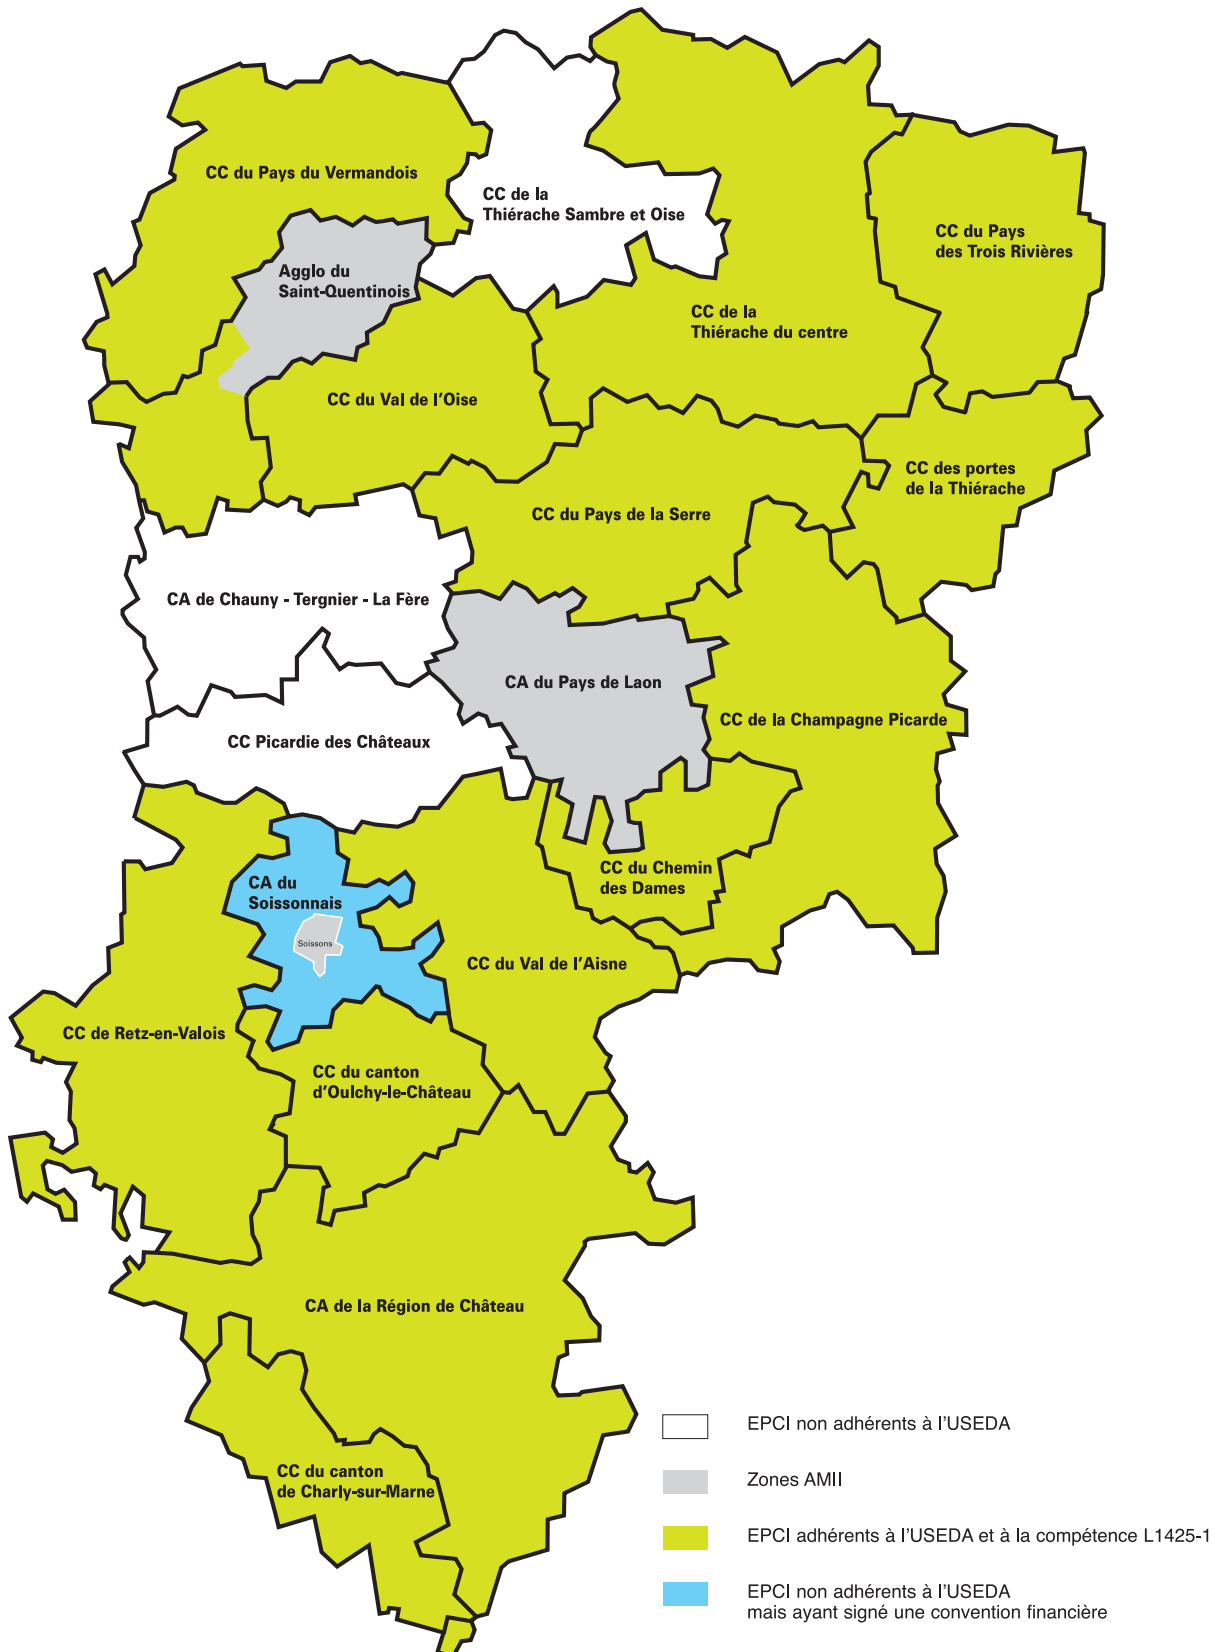 CC du Pays du Vermandois
CC de la
Thiérache Sambre et Oise
CC du Pays
des Trois Rivières
Agglo du
Saint-Quentinois
CC de la
Thiérache du centre
CC du Val de l'Oise
CC des portes
de la Thiérache
CC du Pays de la Serre
CA de Chauny - Tergnier - La Fère
CA du Pays de Laon
CC de la Champagne Picarde
CC Picardie des Châteaux
CC du Chemin
des Dames
CA du
Soissonnais
Soissons
CC du Val de l'Aisne
CC de Retz-en-Valois
CC du canton
d'Oulchy-le-Château
CA de la Région de Château
CC du canton
de Charly-sur-Marne
EPCI non adhérents à l'USEDA
Zones AMII
EPCI adhérents à l'USEDA et à la compétence L1425-1
EPCI non adhérents à l'USEDA
mais ayant signé une convention financière